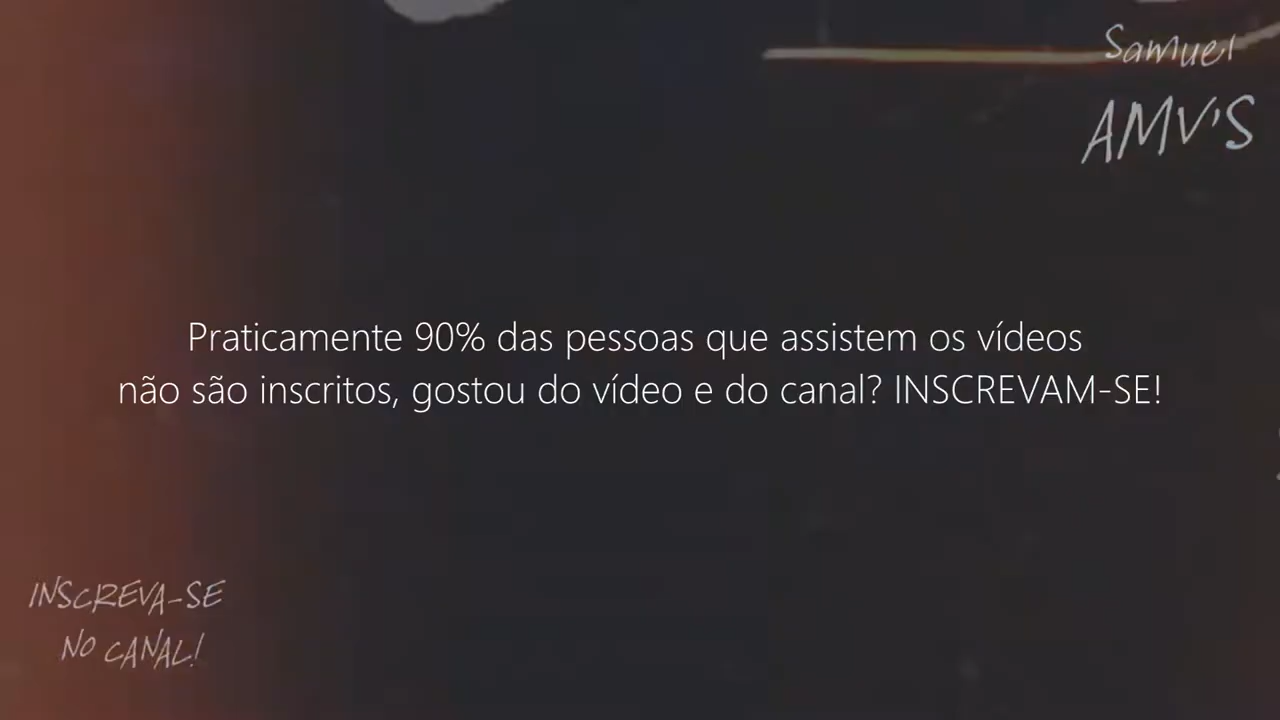 Samuel
AMV'S
Praticamente 90% das pessoas que assistem os vídeos
não são inscritos, gostou do vídeo e do canal? INSCREVAM-SE!
INSCREVA-SE
NO CANAL!